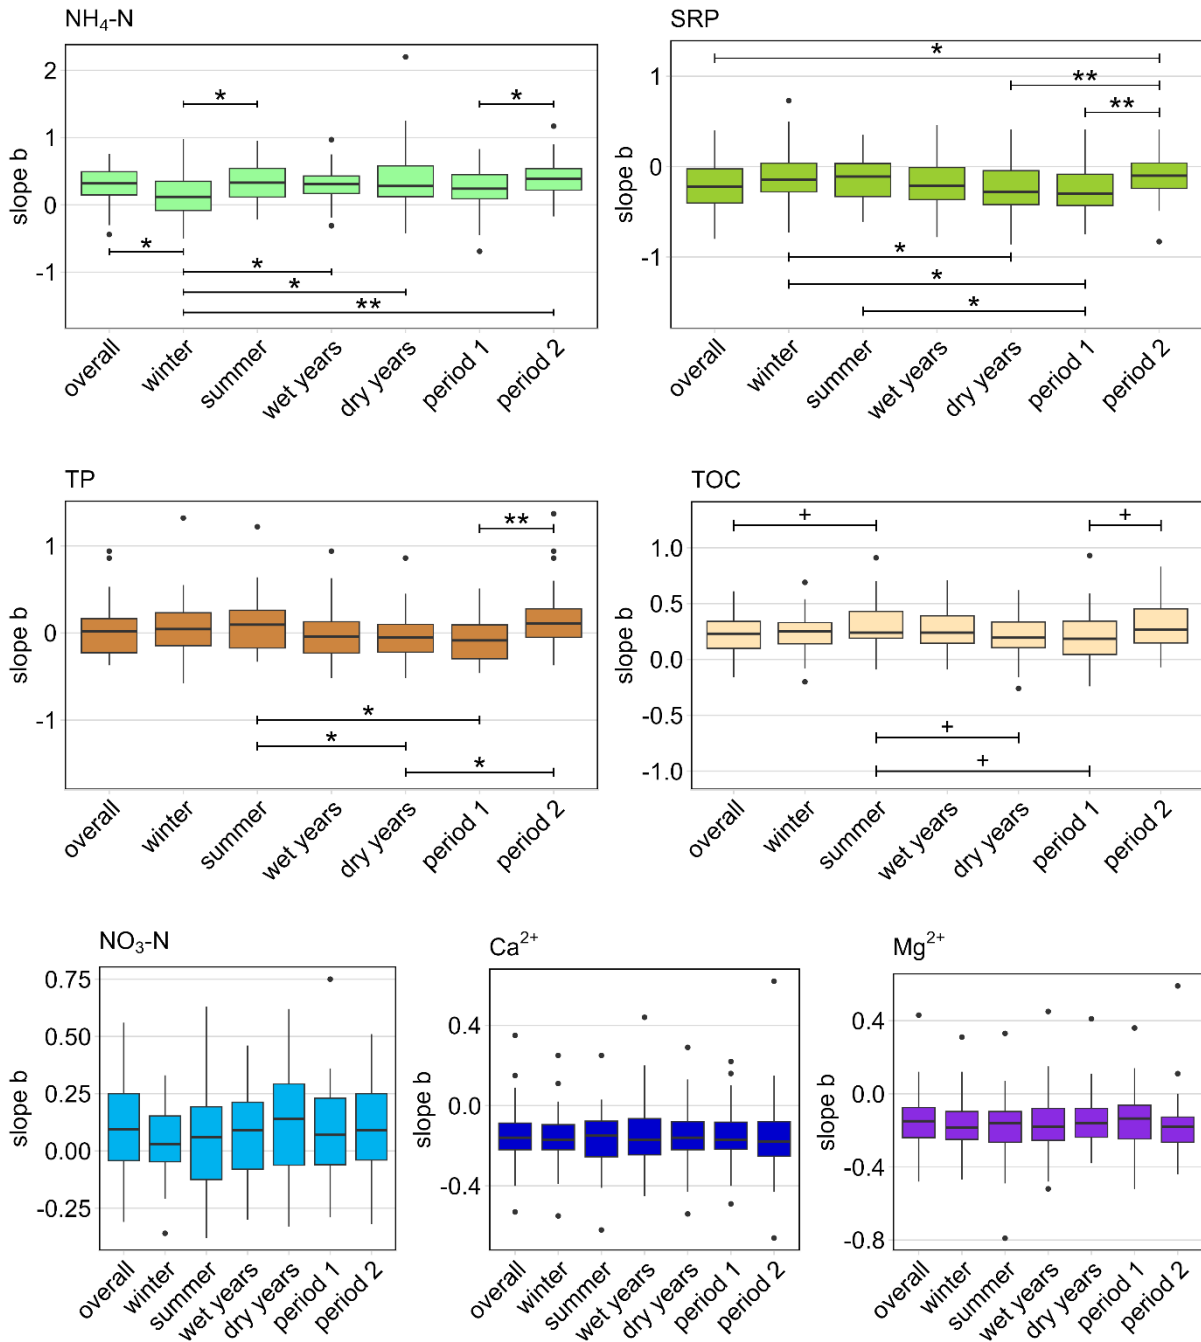 NH₄-N
slope b
2
1
0
-1
*
*
*
*
*
**
overall
winter
summer
wet years
dry years
period 1
period 2
SRP
slope b
1
0
-1
*
**
**
*
*
*
overall
winter
summer
wet years
dry years
period 1
period 2
TP
slope b
1
0
-1
**
*
*
*
overall
winter
summer
wet years
dry years
period 1
period 2
TOC
slope b
1.0
0.5
0.0
-0.5
-1.0
+
+
+
+
overall
winter
summer
wet years
dry years
period 1
period 2
NO₃-N
slope b
0.75
0.50
0.25
0.00
-0.25
overall
winter
summer
wet years
dry years
period 1
period 2
Ca²⁺
slope b
0.4
0.0
-0.4
overall
winter
summer
wet years
dry years
period 1
period 2
Mg²⁺
slope b
0.4
0.0
-0.4
-0.8
overall
winter
summer
wet years
dry years
period 1
period 2